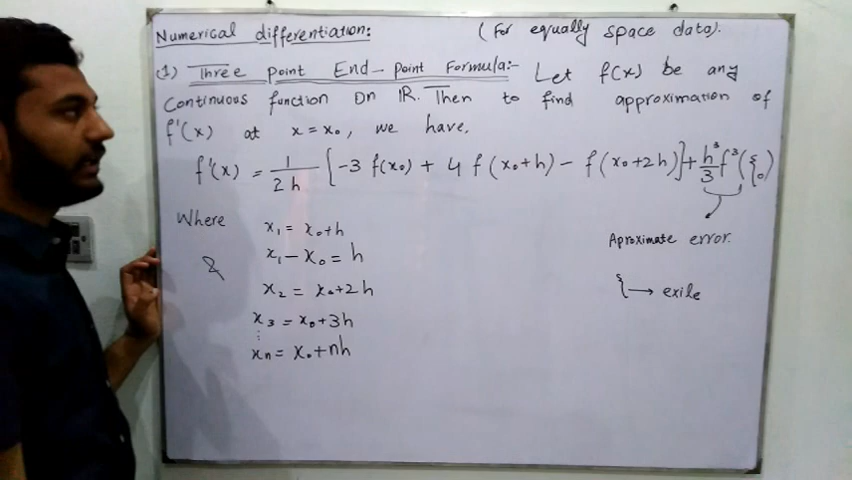 Numerical differentiation: (For equally space data).
(1) Three point End-point Formula:- Let f(x) be any
Continuous function on IR. Then to find approximation of
f'(x) at x = x₀, we have,
f'(x) = 1/2h [-3 f(x₀) + 4 f(x₀+h) - f(x₀+2h)] + h³/3 f³(ξ₀)
Where x₁ = x₀+h
& x₁ - x₀ = h
x₂ = x₀+2h
x₃ = x₀+3h
⋮
xₙ = x₀+nh
Aproximate error.
ξ → exile